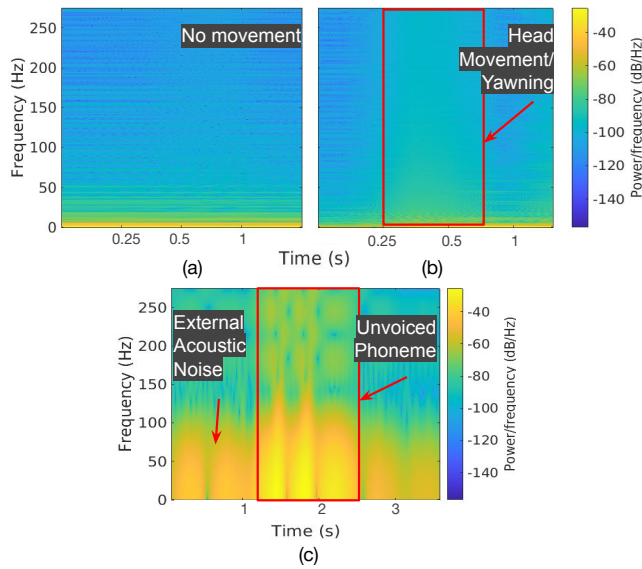 250
200
150
100
50
0
Frequency (Hz)
No movement
0.25
0.5
1
(a)
Head
Movement/
Yawning
0.25
0.5
1
(b)
Time (s)
-40
-60
-80
-100
-120
-140
Power/frequency (dB/Hz)
250
200
150
100
50
0
Frequency (Hz)
External
Acoustic
Noise
Unvoiced
Phoneme
1
2
3
Time (s)
(c)
-40
-60
-80
-100
-120
-140
Power/frequency (dB/Hz)